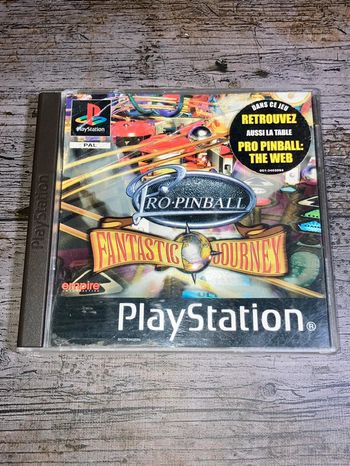 PlayStation
PAL
DANS CE JEU
RETROUVEZ
AUSSI LA TABLE
PRO PINBALL:
THE WEB
PRO·PINBALL
FANTASTIC JOURNEY
empire
PlayStation®
PlayStation